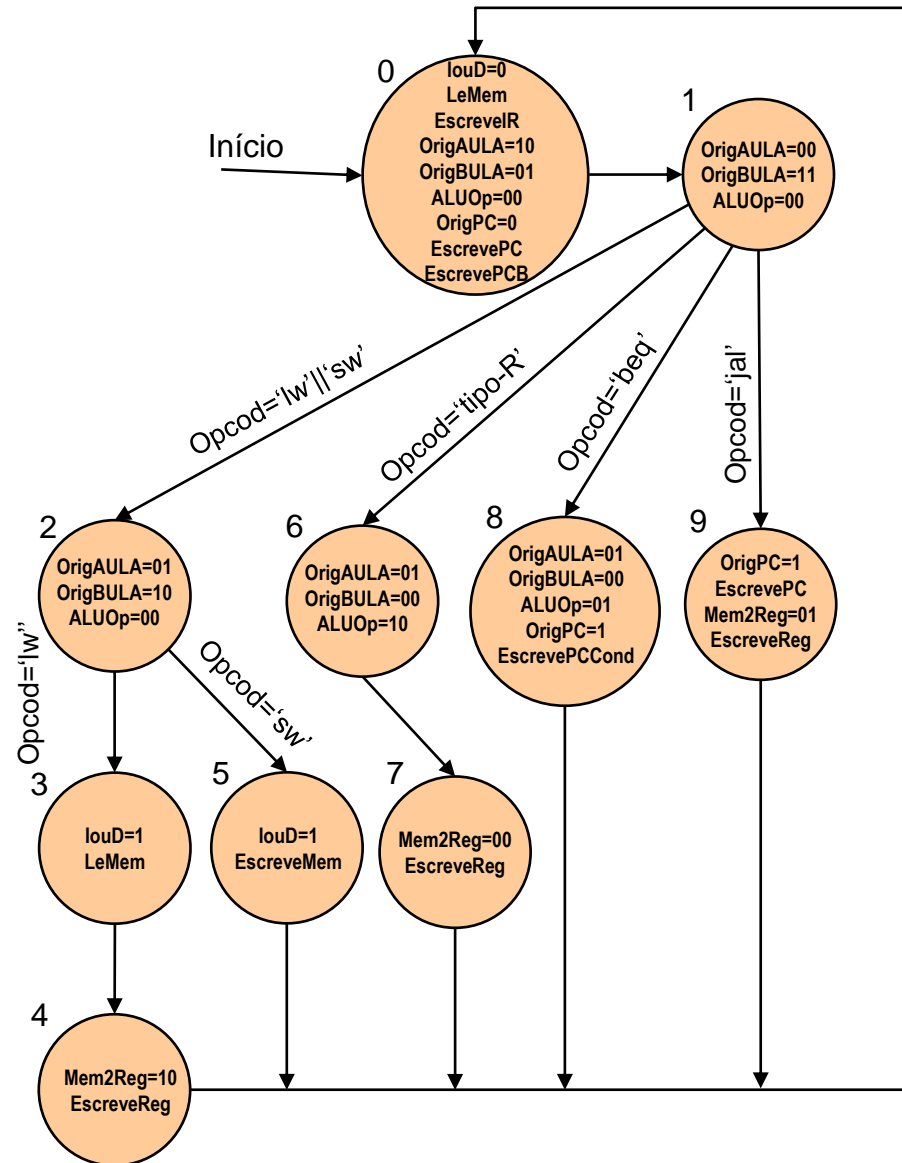 0
IouD=0
LeMem
EscreveIR
OrigAULA=10
OrigBULA=01
ALUOp=00
OrigPC=0
EscrevePC
EscrevePCB
Início
1
OrigAULA=00
OrigBULA=11
ALUOp=00
Opcod=‘lw’||‘sw’
Opcod=‘tipo-R’
Opcod=‘beq’
Opcod=‘jal’
2
OrigAULA=01
OrigBULA=10
ALUOp=00
6
OrigAULA=01
OrigBULA=00
ALUOp=10
8
OrigAULA=01
OrigBULA=00
ALUOp=01
OrigPC=1
EscrevePCCond
9
OrigPC=1
EscrevePC
Mem2Reg=01
EscreveReg
Opcod=‘lw’’
Opcod=‘sw’
3
IouD=1
LeMem
5
IouD=1
EscreveMem
7
Mem2Reg=00
EscreveReg
4
Mem2Reg=10
EscreveReg